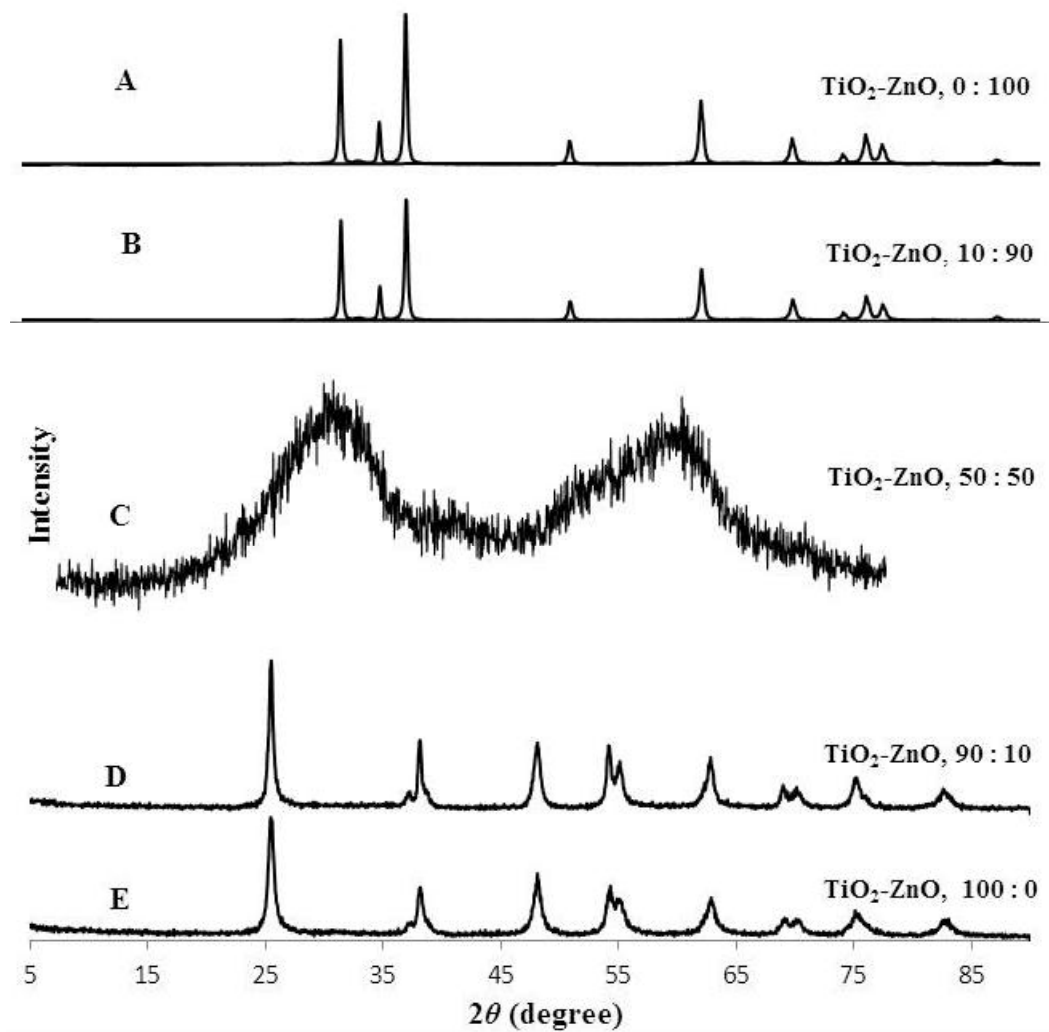 A
TiO₂-ZnO, 0 : 100
B
TiO₂-ZnO, 10 : 90
Intensity
C
TiO₂-ZnO, 50 : 50
D
TiO₂-ZnO, 90 : 10
E
TiO₂-ZnO, 100 : 0
5 15 25 35 45 55 65 75 85
2θ (degree)